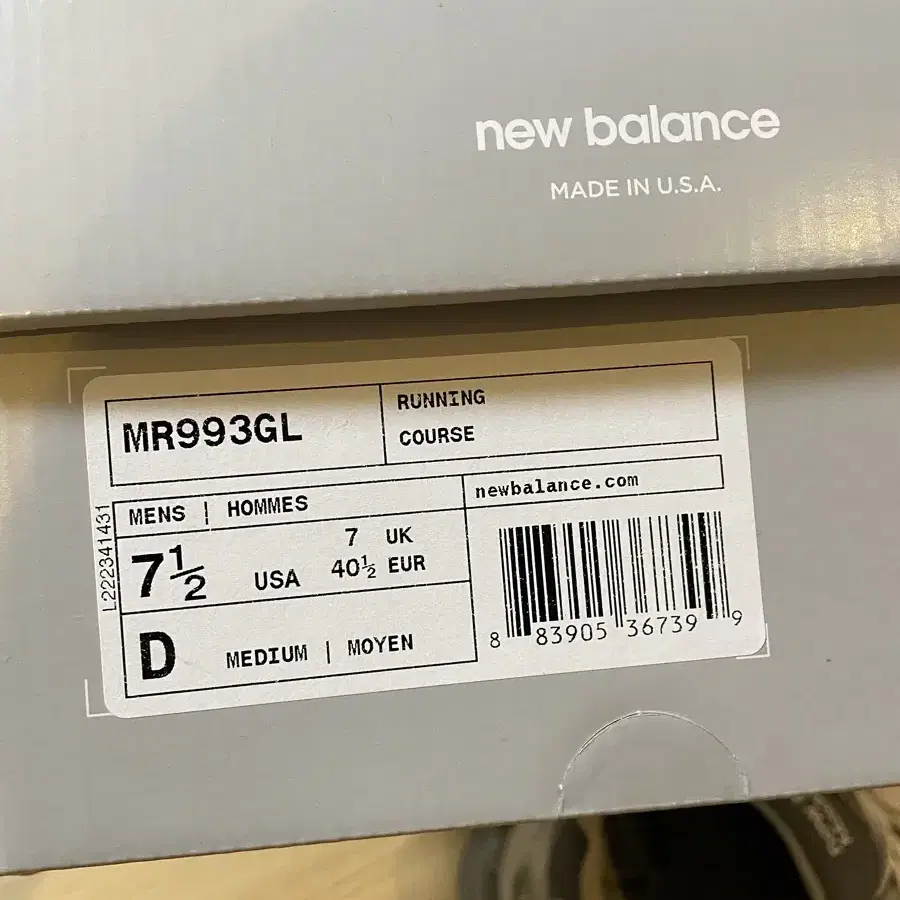 new balance
MADE IN U.S.A.
MR993GL
RUNNING
COURSE
newbalance.com
MENS | HOMMES
7½ USA
7 UK
40½ EUR
D MEDIUM | MOYEN
L222341431
8 83905 36739 9